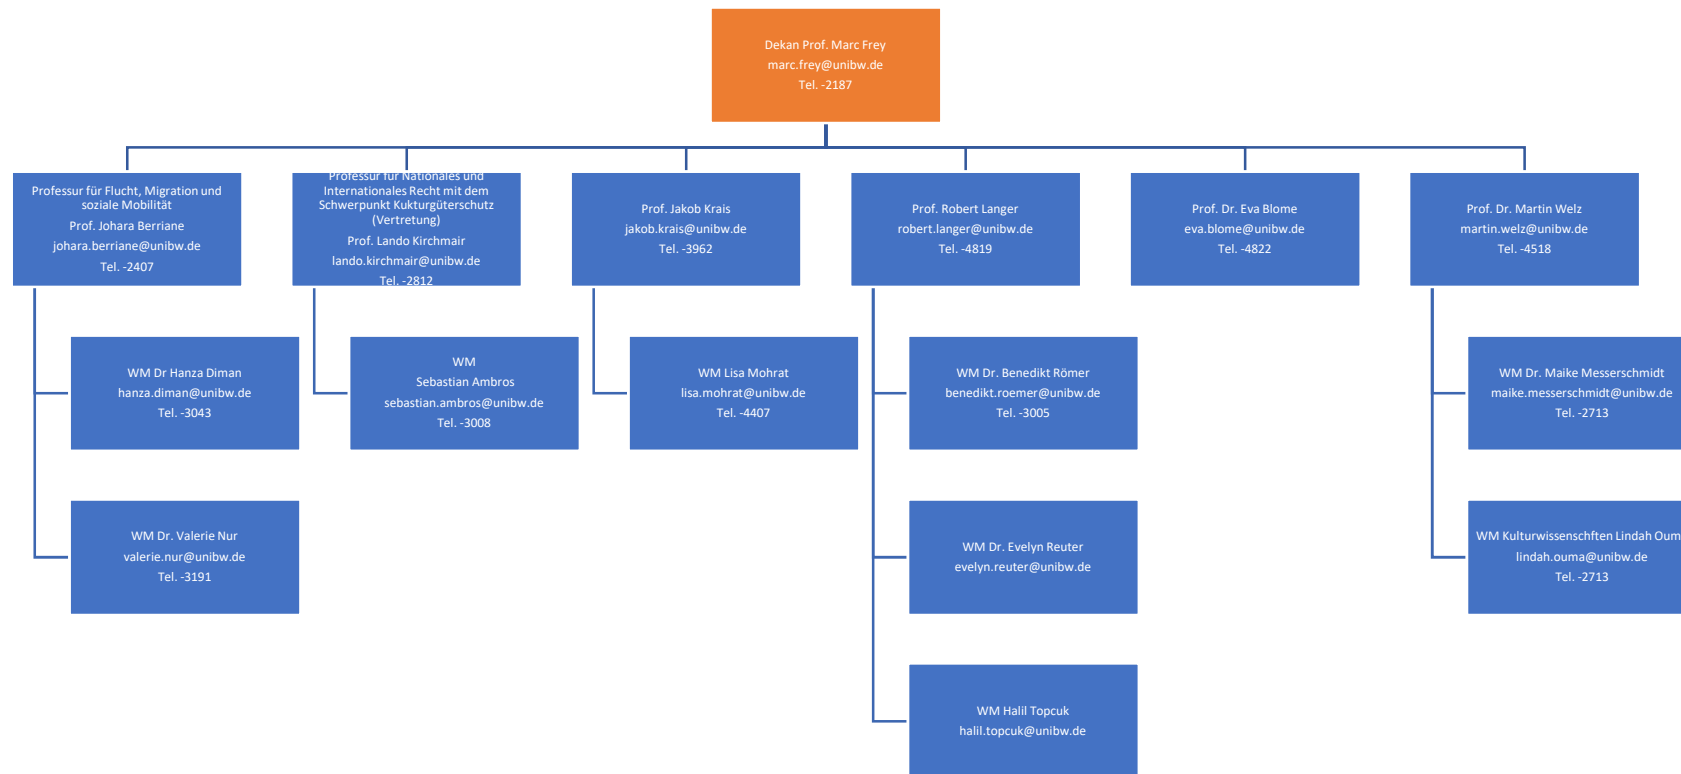 Dekan Prof. Marc Frey
marc.frey@unibw.de
Tel. -2187
Professur für Flucht, Migration und
soziale Mobilität
Prof. Johara Berriane
johara.berriane@unibw.de
Tel. -2407
Professur für Nationales und
Internationales Recht mit dem
Schwerpunkt Kukturgüterschutz
(Vertretung)
Prof. Lando Kirchmair
lando.kirchmair@unibw.de
Tel. -2812
Prof. Jakob Krais
jakob.krais@unibw.de
Tel. -3962
Prof. Robert Langer
robert.langer@unibw.de
Tel. -4819
Prof. Dr. Eva Blome
eva.blome@unibw.de
Tel. -4822
Prof. Dr. Martin Welz
martin.welz@unibw.de
Tel. -4518
WM Dr Hanza Diman
hanza.diman@unibw.de
Tel. -3043
WM
Sebastian Ambros
sebastian.ambros@unibw.de
Tel. -3008
WM Lisa Mohrat
lisa.mohrat@unibw.de
Tel. -4407
WM Dr. Benedikt Römer
benedikt.roemer@unibw.de
Tel. -3005
WM Dr. Maike Messerschmidt
maike.messerschmidt@unibw.de
Tel. -2713
WM Dr. Valerie Nur
valerie.nur@unibw.de
Tel. -3191
WM Dr. Evelyn Reuter
evelyn.reuter@unibw.de
WM Kulturwissenschften Lindah Oum
lindah.ouma@unibw.de
Tel. -2713
WM Halil Topcuk
halil.topcuk@unibw.de